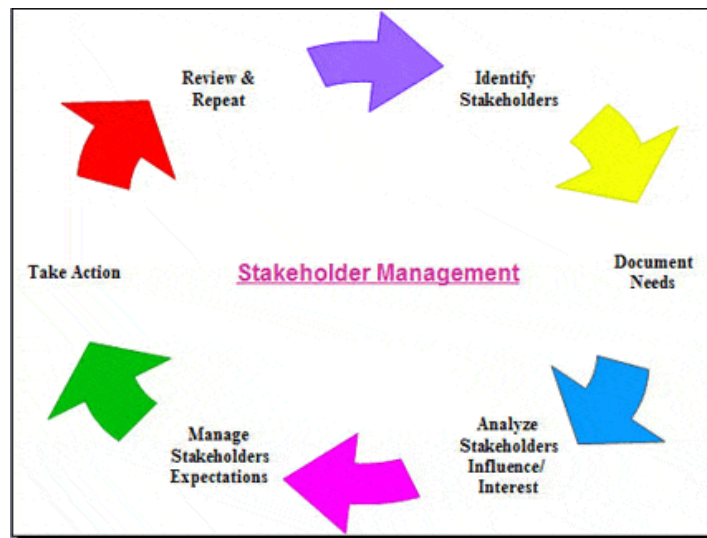 Review &
Repeat
Identify
Stakeholders
Take Action
Stakeholder Management
Document
Needs
Manage
Stakeholders
Expectations
Analyze
Stakeholders
Influence/
Interest